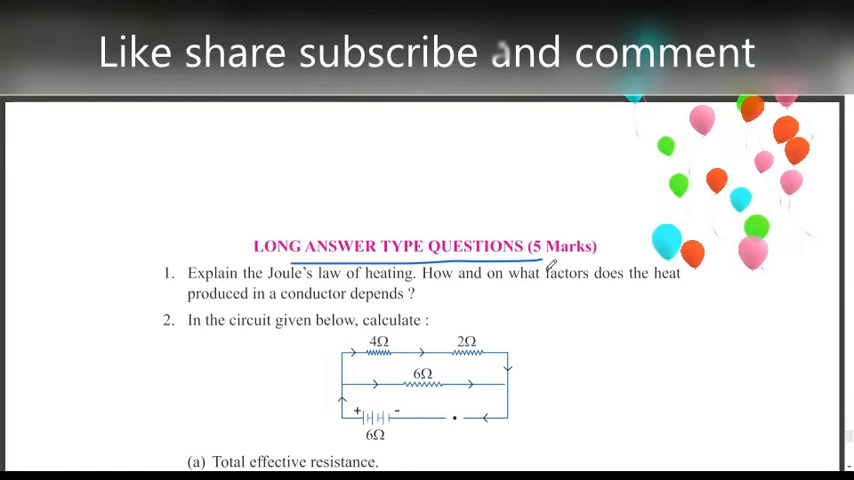 Like share subscribe and comment
LONG ANSWER TYPE QUESTIONS (5 Marks)
1. Explain the Joule's law of heating. How and on what factors does the heat
produced in a conductor depends ?
2. In the circuit given below, calculate :
4Ω 2Ω
6Ω
+ -
6Ω
(a) Total effective resistance.